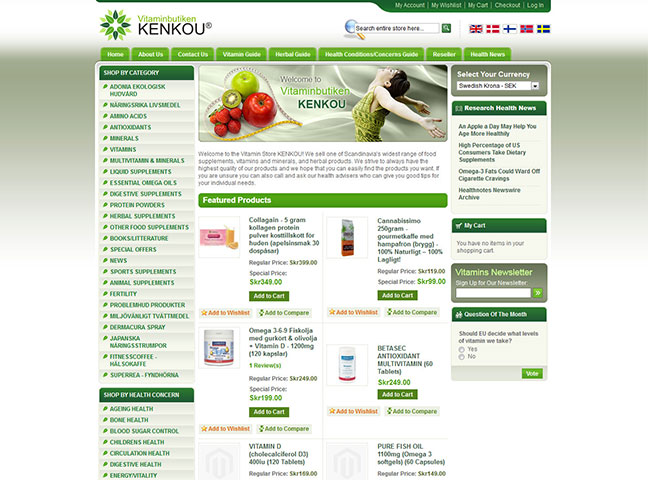 My Account | My Wishlist | My Cart | Checkout | Log In
Vitaminbutiken
KENKOU®
Search entire store here...
Home
About Us
Contact Us
Vitamin Guide
Herbal Guide
Health Conditions/Concerns Guide
Reseller
Health News
SHOP BY CATEGORY
ADONIA EKOLOGISK
HUDVÅRD
NÄRINGSRIKA LIVSMEDEL
AMINO ACIDS
ANTIOXIDANTS
MINERALS
VITAMINS
MULTIVITAMIN & MINERALS
LIQUID SUPPLEMENTS
ESSENTIAL OMEGA OILS
DIGESTIVE SUPPLEMENTS
PROTEIN POWDERS
HERBAL SUPPLEMENTS
OTHER FOOD SUPPLEMENTS
BOOKS/LITTERATURE
SPECIAL OFFERS
NEWS
SPORTS SUPPLEMENTS
ANIMAL SUPPLEMENTS
FERTILITY
PROBLEMHUD PRODUKTER
MILJÖVÄNLIGT TVÄTTMEDEL
DERMACURA SPRAY
JAPANSKA
NÄRINGSSTRUMPOR
FITNESSCOFFEE -
HÄLSOKAFFE
SUPERREA - FYNDHÖRNA
SHOP BY HEALTH CONCERN
AGEING HEALTH
BONE HEALTH
BLOOD SUGAR CONTROL
CHILDRENS HEALTH
CIRCULATION HEALTH
DIGESTIVE HEALTH
ENERGY/VITALITY
Welcome to
Vitaminbutiken
KENKOU
Welcome to the Vitamin Store KENKOU! We sell one of Scandinavia's widest range of food
supplements, vitamins and minerals, and herbal products. We strive to always have the
highest quality of our products and we hope that you can easily find the products you want. If
you are unsure you can also call and ask our health advisers who can give you good tips for
your individual needs.
Featured Products
Collagain - 5 gram
kollagen protein
pulver kosttillskott för
huden (apelsinsmak 30
dospåsar)
Regular Price: Skr399.00
Special Price:
Skr349.00
Add to Cart
Add to Wishlist
Add to Compare
Cannabissimo
250gram -
gourmetkaffe med
hampafrön (brygg) -
100% Naturligt – 100%
Lagligt!
Regular Price: Skr119.00
Special Price: Skr99.00
Add to Cart
Add to Wishlist
Add to Compare
Omega 3-6-9 Fiskolja
med gurkört & olivolja
+ Vitamin D - 1200mg
(120 kapslar)
1 Review(s)
Regular Price: Skr249.00
Special Price:
Skr199.00
Add to Cart
Add to Wishlist
Add to Compare
BETASEC
ANTIOXIDANT
MULTIVITAMIN (60
Tablets)
Skr249.00
Add to Cart
Add to Wishlist
Add to Compare
VITAMIN D
(cholecalciferol D3)
400iu (120 Tablets)
Regular Price: Skr169.00
PURE FISH OIL
1100mg (Omega 3
softgels) (60 Capsules)
Regular Price: Skr149.00
Select Your Currency
Swedish Krona - SEK
Research Health News
An Apple a Day May Help You
Age More Healthily
High Percentage of US
Consumers Take Dietary
Supplements
Omega-3 Fats Could Ward Off
Cigarette Cravings
Healthnotes Newswire
Archive
My Cart
You have no items in your
shopping cart.
Vitamins Newsletter
Sign Up for Our Newsletter:
Question Of The Month
Should EU decide what levels
of vitamin we take?
Yes
No
Vote